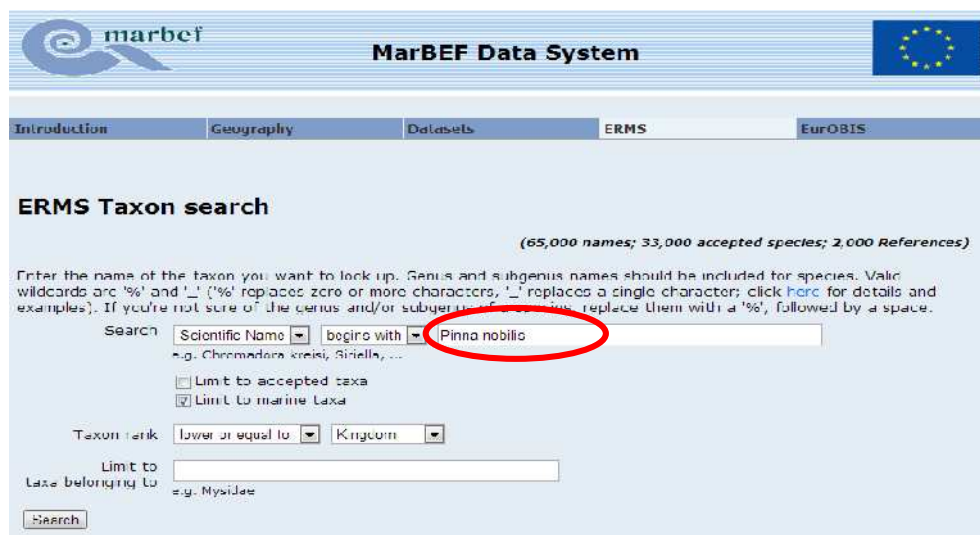 marbef
MarBEF Data System
Introduction Geography Datasets ERMS EurOBIS
ERMS Taxon search
(65,000 names; 33,000 accepted species; 2,000 References)
Enter the name of the taxon you want to look up. Genus and subgenus names should be included for species. Valid
wildcards are '%' and '_' ('%' replaces zero or more characters, '_' replaces a single character; click here for details and
examples). If you're not sure of the genus and/or subgenus of a species, replace them with a '%', followed by a space.
Search Scientific Name begins with Pinna nobilis
e.g. Chromadora kreisi, Siriella, ...
Limit to accepted taxa
Limit to marine taxa
Taxon rank lower or equal to Kingdom
Limit to
taxa belonging to
e.g. Mysidae
Search